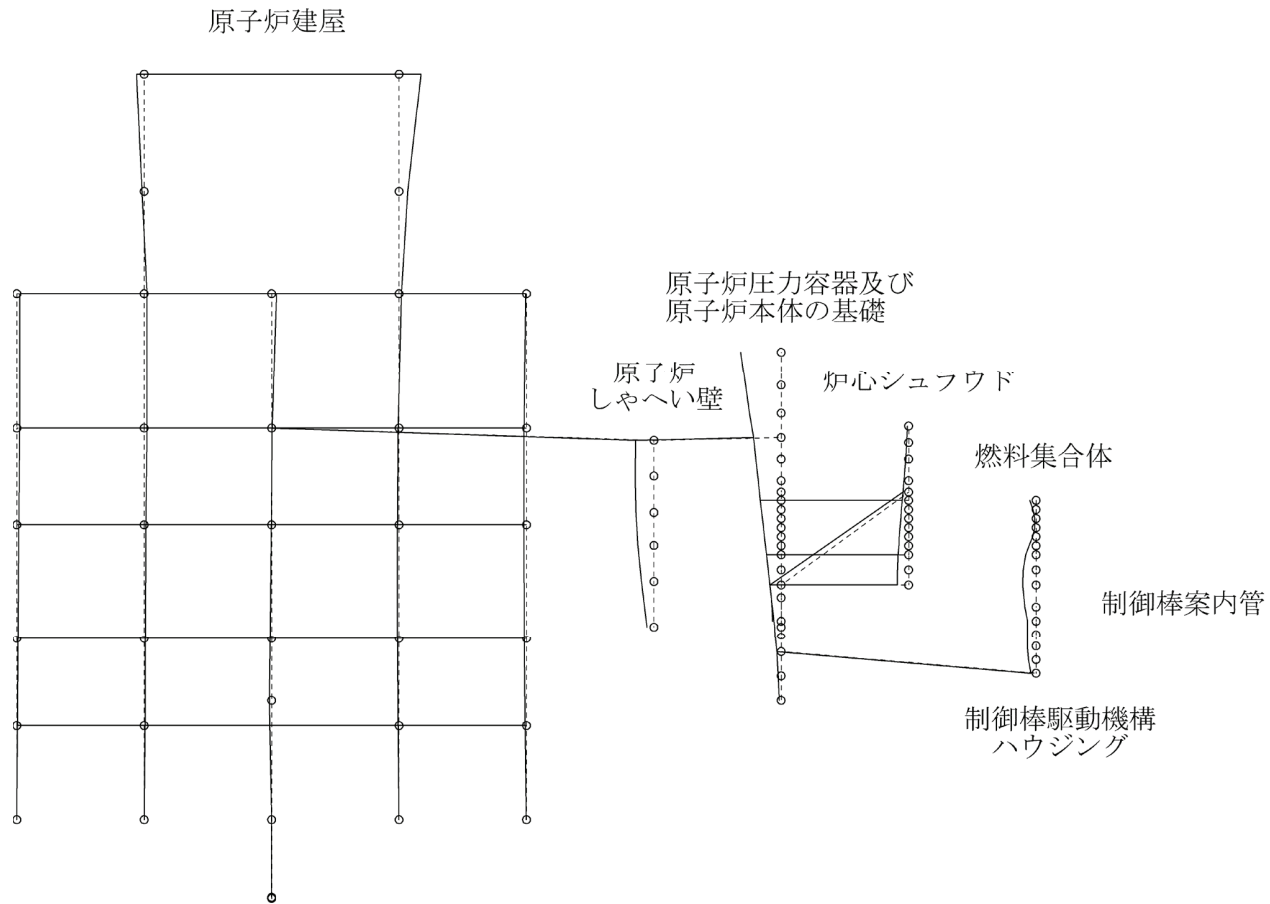 原子炉建屋
原子炉圧力容器及び
原子炉本体の基礎
原了炉
しゃへい壁
炉心シュフウド
燃料集合体
制御棒案内管
制御棒駆動機構
ハウジング